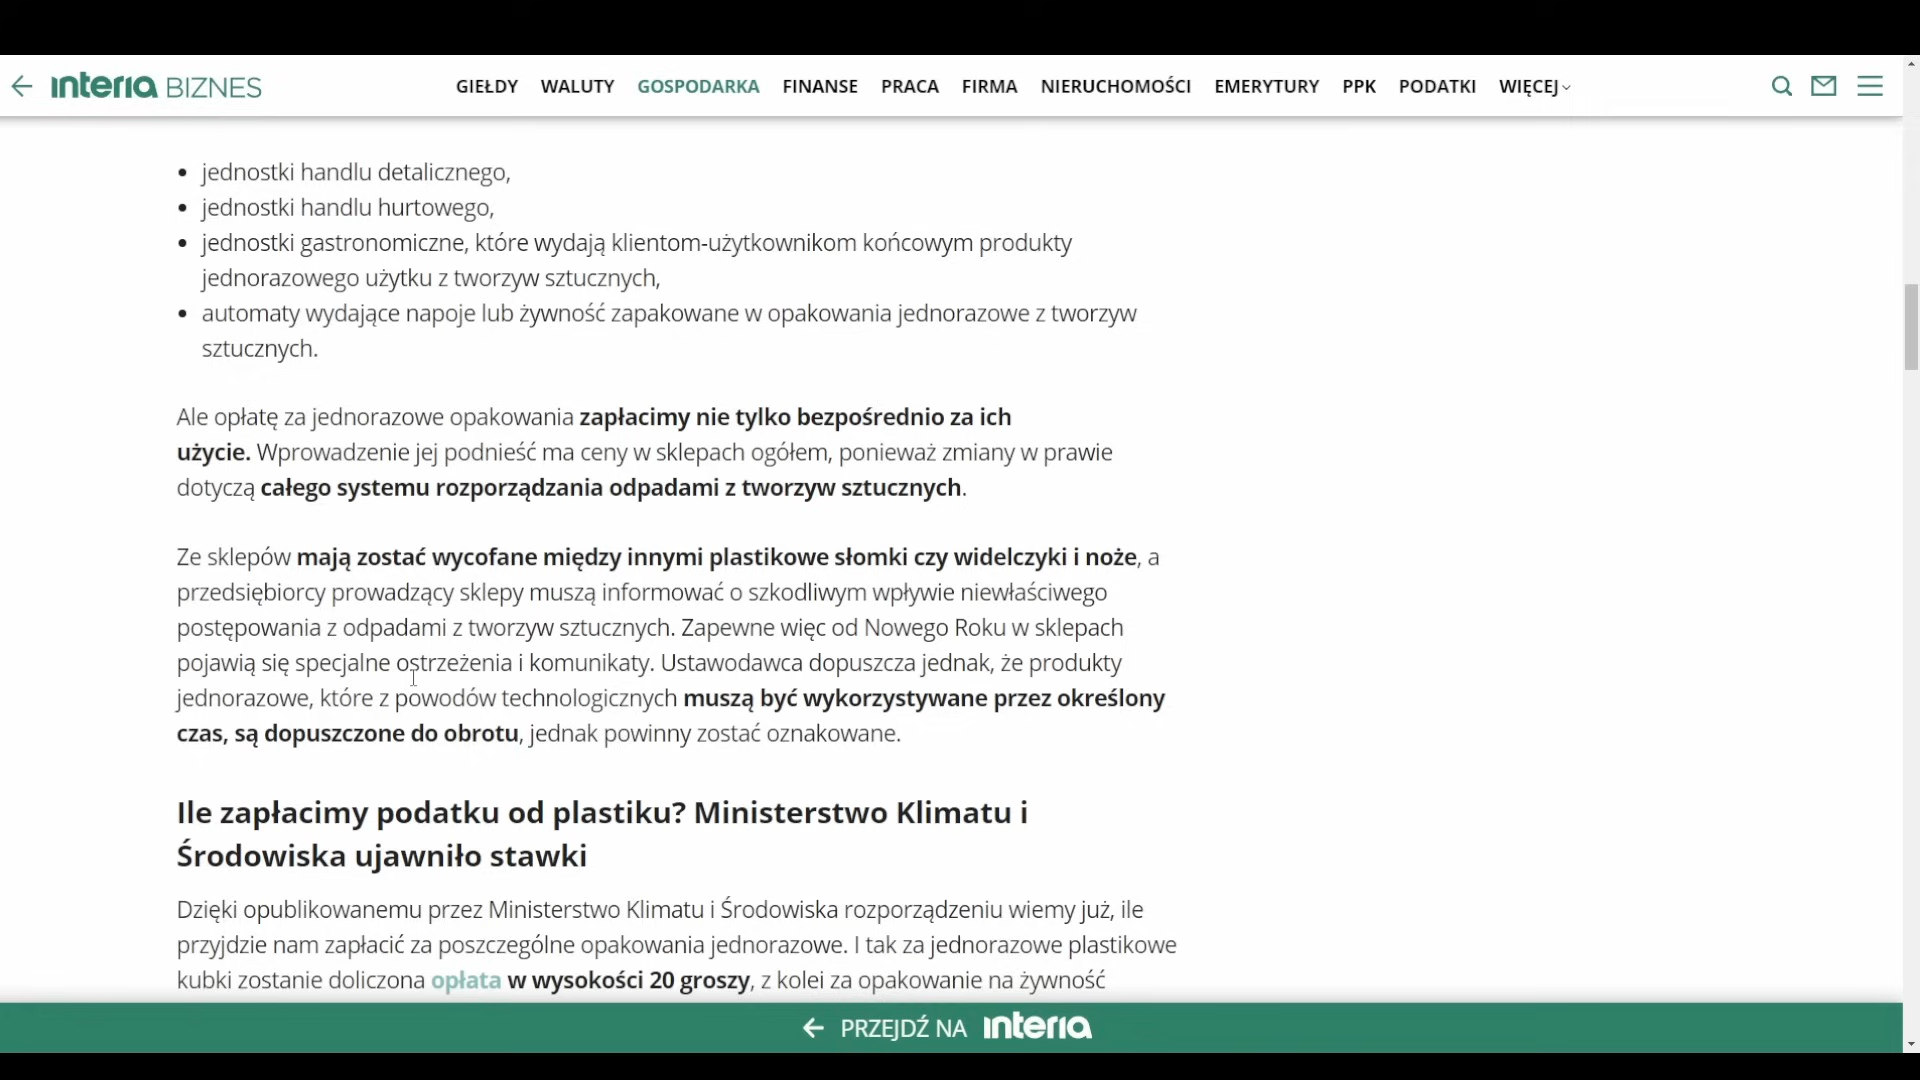 interia BIZNES GIEŁDY WALUTY GOSPODARKA FINANSE PRACA FIRMA NIERUCHOMOŚCI EMERYTURY PPK PODATKI WIĘCEJ
• jednostki handlu detalicznego,
• jednostki handlu hurtowego,
• jednostki gastronomiczne, które wydają klientom-użytkownikom końcowym produkty
jednorazowego użytku z tworzyw sztucznych,
• automaty wydające napoje lub żywność zapakowane w opakowania jednorazowe z tworzyw
sztucznych.
Ale opłatę za jednorazowe opakowania zapłacimy nie tylko bezpośrednio za ich
użycie. Wprowadzenie jej podnieść ma ceny w sklepach ogółem, ponieważ zmiany w prawie
dotyczą całego systemu rozporządzania odpadami z tworzyw sztucznych.
Ze sklepów mają zostać wycofane między innymi plastikowe słomki czy widelczyki i noże, a
przedsiębiorcy prowadzący sklepy muszą informować o szkodliwym wpływie niewłaściwego
postępowania z odpadami z tworzyw sztucznych. Zapewne więc od Nowego Roku w sklepach
pojawią się specjalne ostrzeżenia i komunikaty. Ustawodawca dopuszcza jednak, że produkty
jednorazowe, które z powodów technologicznych muszą być wykorzystywane przez określony
czas, są dopuszczone do obrotu, jednak powinny zostać oznakowane.
Ile zapłacimy podatku od plastiku? Ministerstwo Klimatu i
Środowiska ujawniło stawki
Dzięki opublikowanemu przez Ministerstwo Klimatu i Środowiska rozporządzeniu wiemy już, ile
przyjdzie nam zapłacić za poszczególne opakowania jednorazowe. I tak za jednorazowe plastikowe
kubki zostanie doliczona opłata w wysokości 20 groszy, z kolei za opakowanie na żywność
PRZEJDŹ NA interia